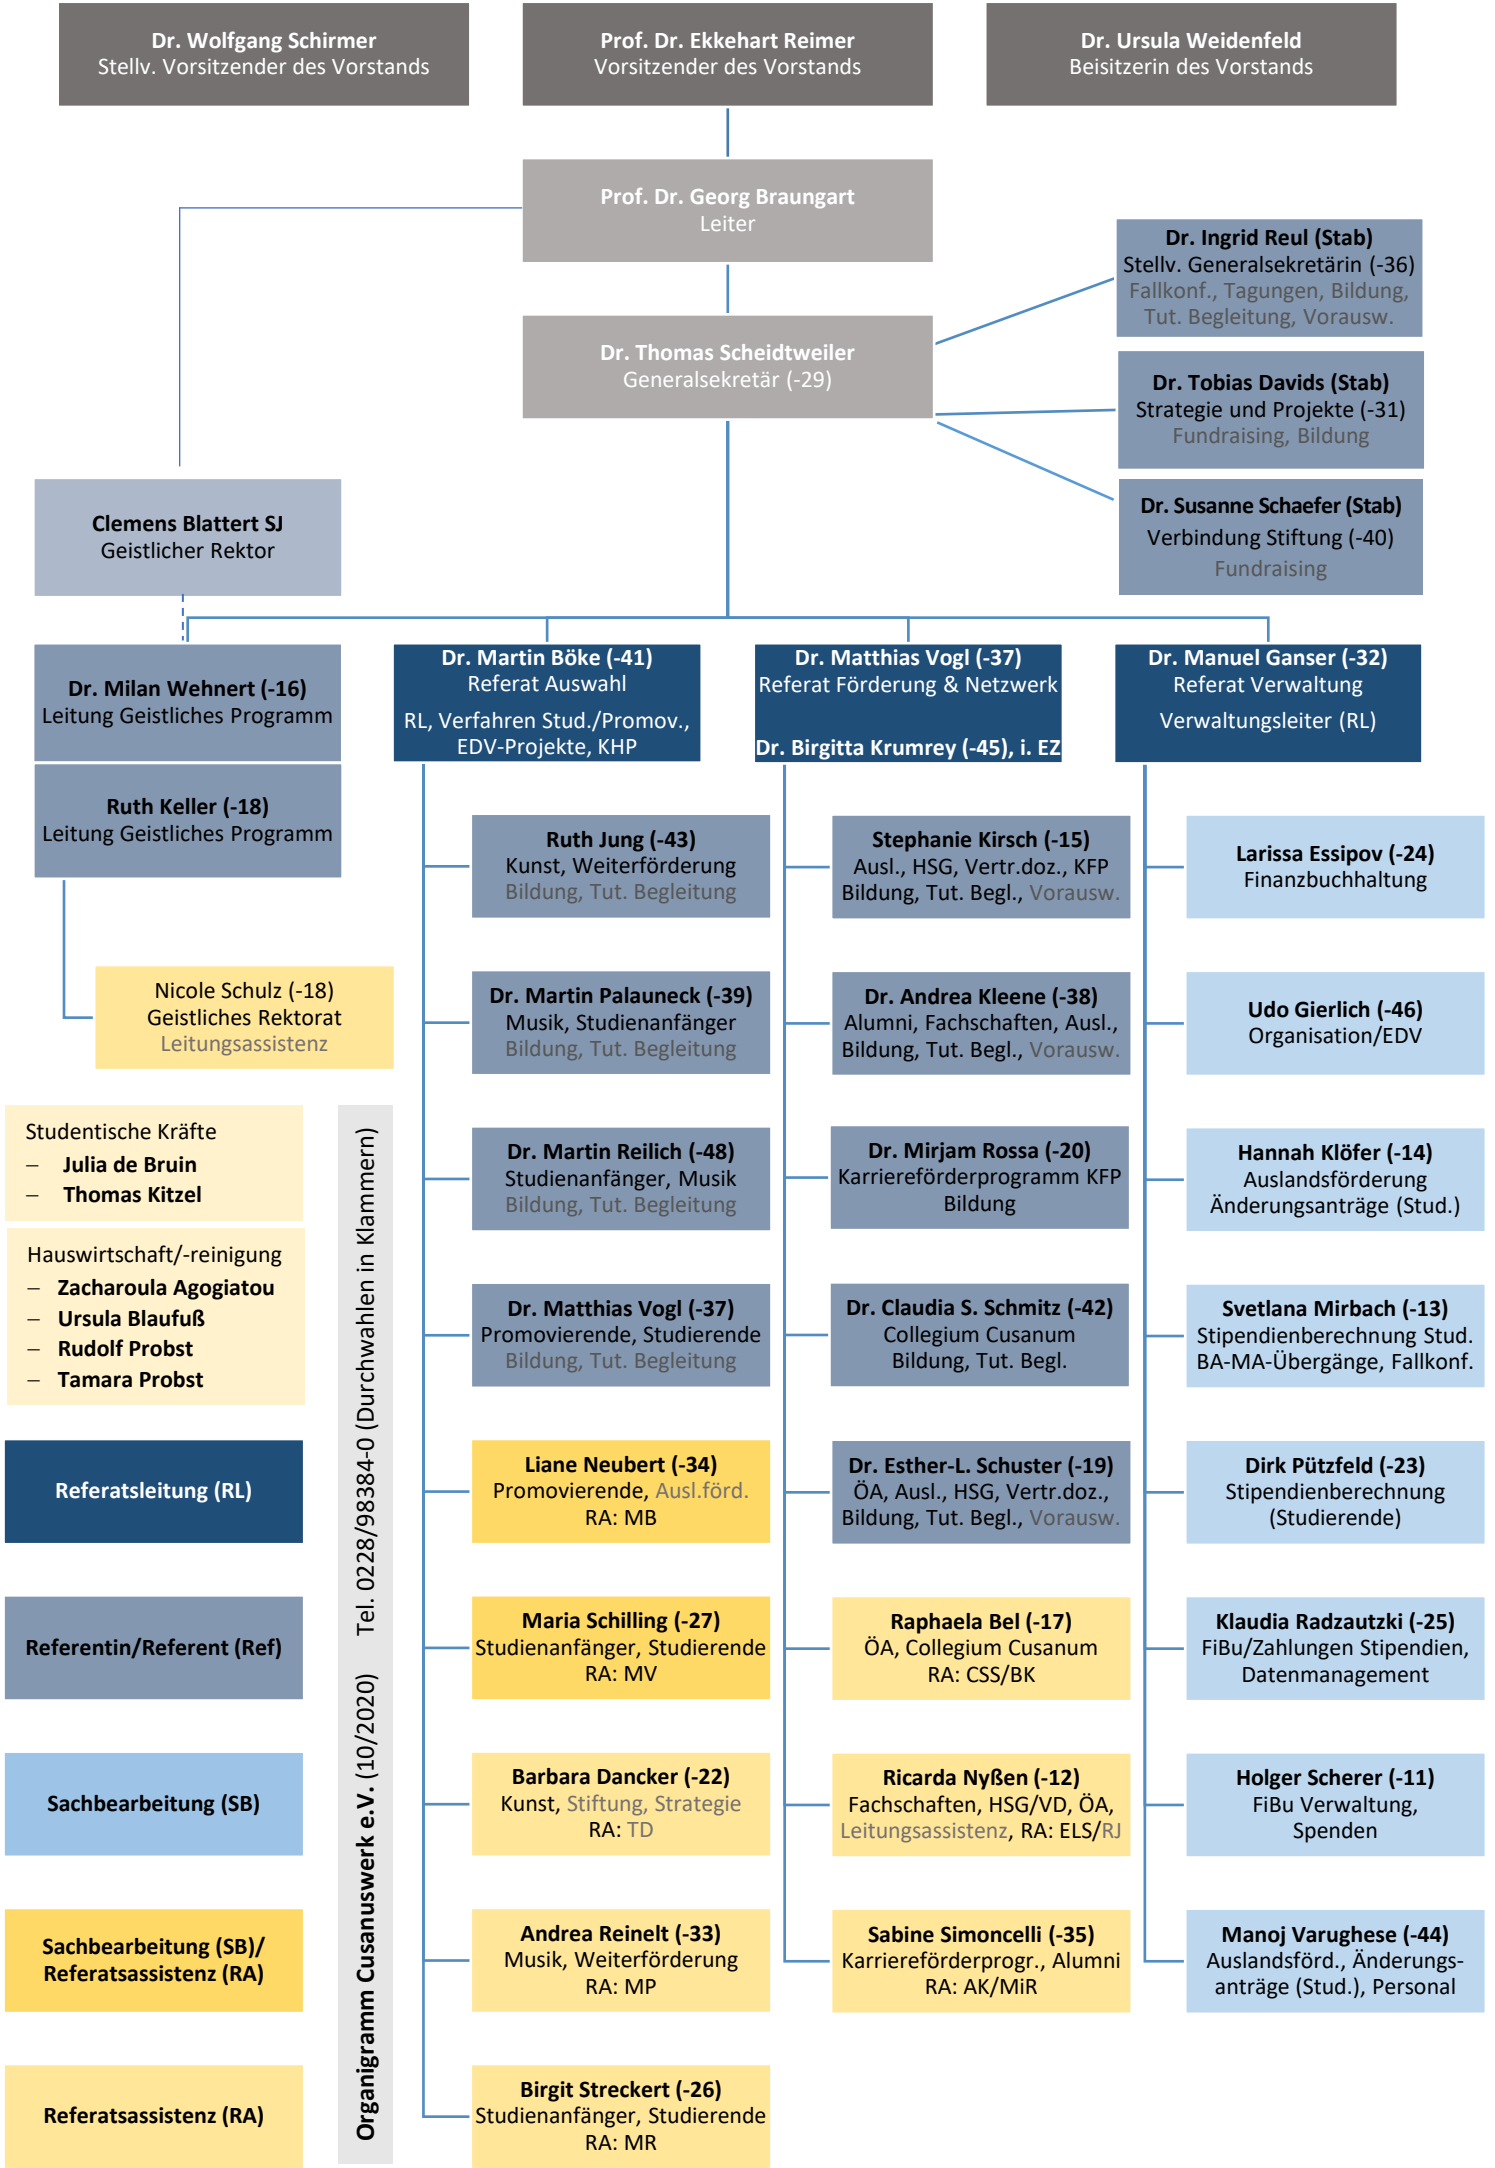 Dr. Wolfgang Schirmer
Stellv. Vorsitzender des Vorstands
Prof. Dr. Ekkehart Reimer
Vorsitzender des Vorstands
Dr. Ursula Weidenfeld
Beisitzerin des Vorstands
Prof. Dr. Georg Braungart
Leiter
Dr. Thomas Scheidtweiler
Generalsekretär (-29)
Dr. Ingrid Reul (Stab)
Stellv. Generalsekretärin (-36)
Fallkonf., Tagungen, Bildung,
Tut. Begleitung, Vorausw.
Dr. Tobias Davids (Stab)
Strategie und Projekte (-31)
Fundraising, Bildung
Dr. Susanne Schaefer (Stab)
Verbindung Stiftung (-40)
Fundraising
Clemens Blattert SJ
Geistlicher Rektor
Dr. Milan Wehnert (-16)
Leitung Geistliches Programm
Ruth Keller (-18)
Leitung Geistliches Programm
Nicole Schulz (-18)
Geistliches Rektorat
Leitungsassistenz
Studentische Kräfte
– Julia de Bruin
– Thomas Kitzel
Hauswirtschaft/-reinigung
– Zacharoula Agogiatou
– Ursula Blaufuß
– Rudolf Probst
– Tamara Probst
Referatsleitung (RL)
Referentin/Referent (Ref)
Sachbearbeitung (SB)
Sachbearbeitung (SB)/
Referatsassistenz (RA)
Referatsassistenz (RA)
Organigramm Cusanuswerk e.V. (10/2020) Tel. 0228/98384-0 (Durchwahlen in Klammern)
Dr. Martin Böke (-41)
Referat Auswahl
RL, Verfahren Stud./Promov.,
EDV-Projekte, KHP
Ruth Jung (-43)
Kunst, Weiterförderung
Bildung, Tut. Begleitung
Dr. Martin Palauneck (-39)
Musik, Studienanfänger
Bildung, Tut. Begleitung
Dr. Martin Reilich (-48)
Studienanfänger, Musik
Bildung, Tut. Begleitung
Dr. Matthias Vogl (-37)
Promovierende, Studierende
Bildung, Tut. Begleitung
Liane Neubert (-34)
Promovierende, Ausl.förd.
RA: MB
Maria Schilling (-27)
Studienanfänger, Studierende
RA: MV
Barbara Dancker (-22)
Kunst, Stiftung, Strategie
RA: TD
Andrea Reinelt (-33)
Musik, Weiterförderung
RA: MP
Birgit Streckert (-26)
Studienanfänger, Studierende
RA: MR
Dr. Matthias Vogl (-37)
Referat Förderung & Netzwerk
Dr. Birgitta Krumrey (-45), i. EZ
Stephanie Kirsch (-15)
Ausl., HSG, Vertr.doz., KFP
Bildung, Tut. Begl., Vorausw.
Dr. Andrea Kleene (-38)
Alumni, Fachschaften, Ausl.,
Bildung, Tut. Begl., Vorausw.
Dr. Mirjam Rossa (-20)
Karriereförderprogramm KFP
Bildung
Dr. Claudia S. Schmitz (-42)
Collegium Cusanum
Bildung, Tut. Begl.
Dr. Esther-L. Schuster (-19)
ÖA, Ausl., HSG, Vertr.doz.,
Bildung, Tut. Begl., Vorausw.
Raphaela Bel (-17)
ÖA, Collegium Cusanum
RA: CSS/BK
Ricarda Nyßen (-12)
Fachschaften, HSG/VD, ÖA,
Leitungsassistenz, RA: ELS/RJ
Sabine Simoncelli (-35)
Karriereförderprogr., Alumni
RA: AK/MiR
Dr. Manuel Ganser (-32)
Referat Verwaltung
Verwaltungsleiter (RL)
Larissa Essipov (-24)
Finanzbuchhaltung
Udo Gierlich (-46)
Organisation/EDV
Hannah Klöfer (-14)
Auslandsförderung
Änderungsanträge (Stud.)
Svetlana Mirbach (-13)
Stipendienberechnung Stud.
BA-MA-Übergänge, Fallkonf.
Dirk Pützfeld (-23)
Stipendienberechnung
(Studierende)
Klaudia Radzautzki (-25)
FiBu/Zahlungen Stipendien,
Datenmanagement
Holger Scherer (-11)
FiBu Verwaltung,
Spenden
Manoj Varughese (-44)
Auslandsförd., Änderungs-
anträge (Stud.), Personal